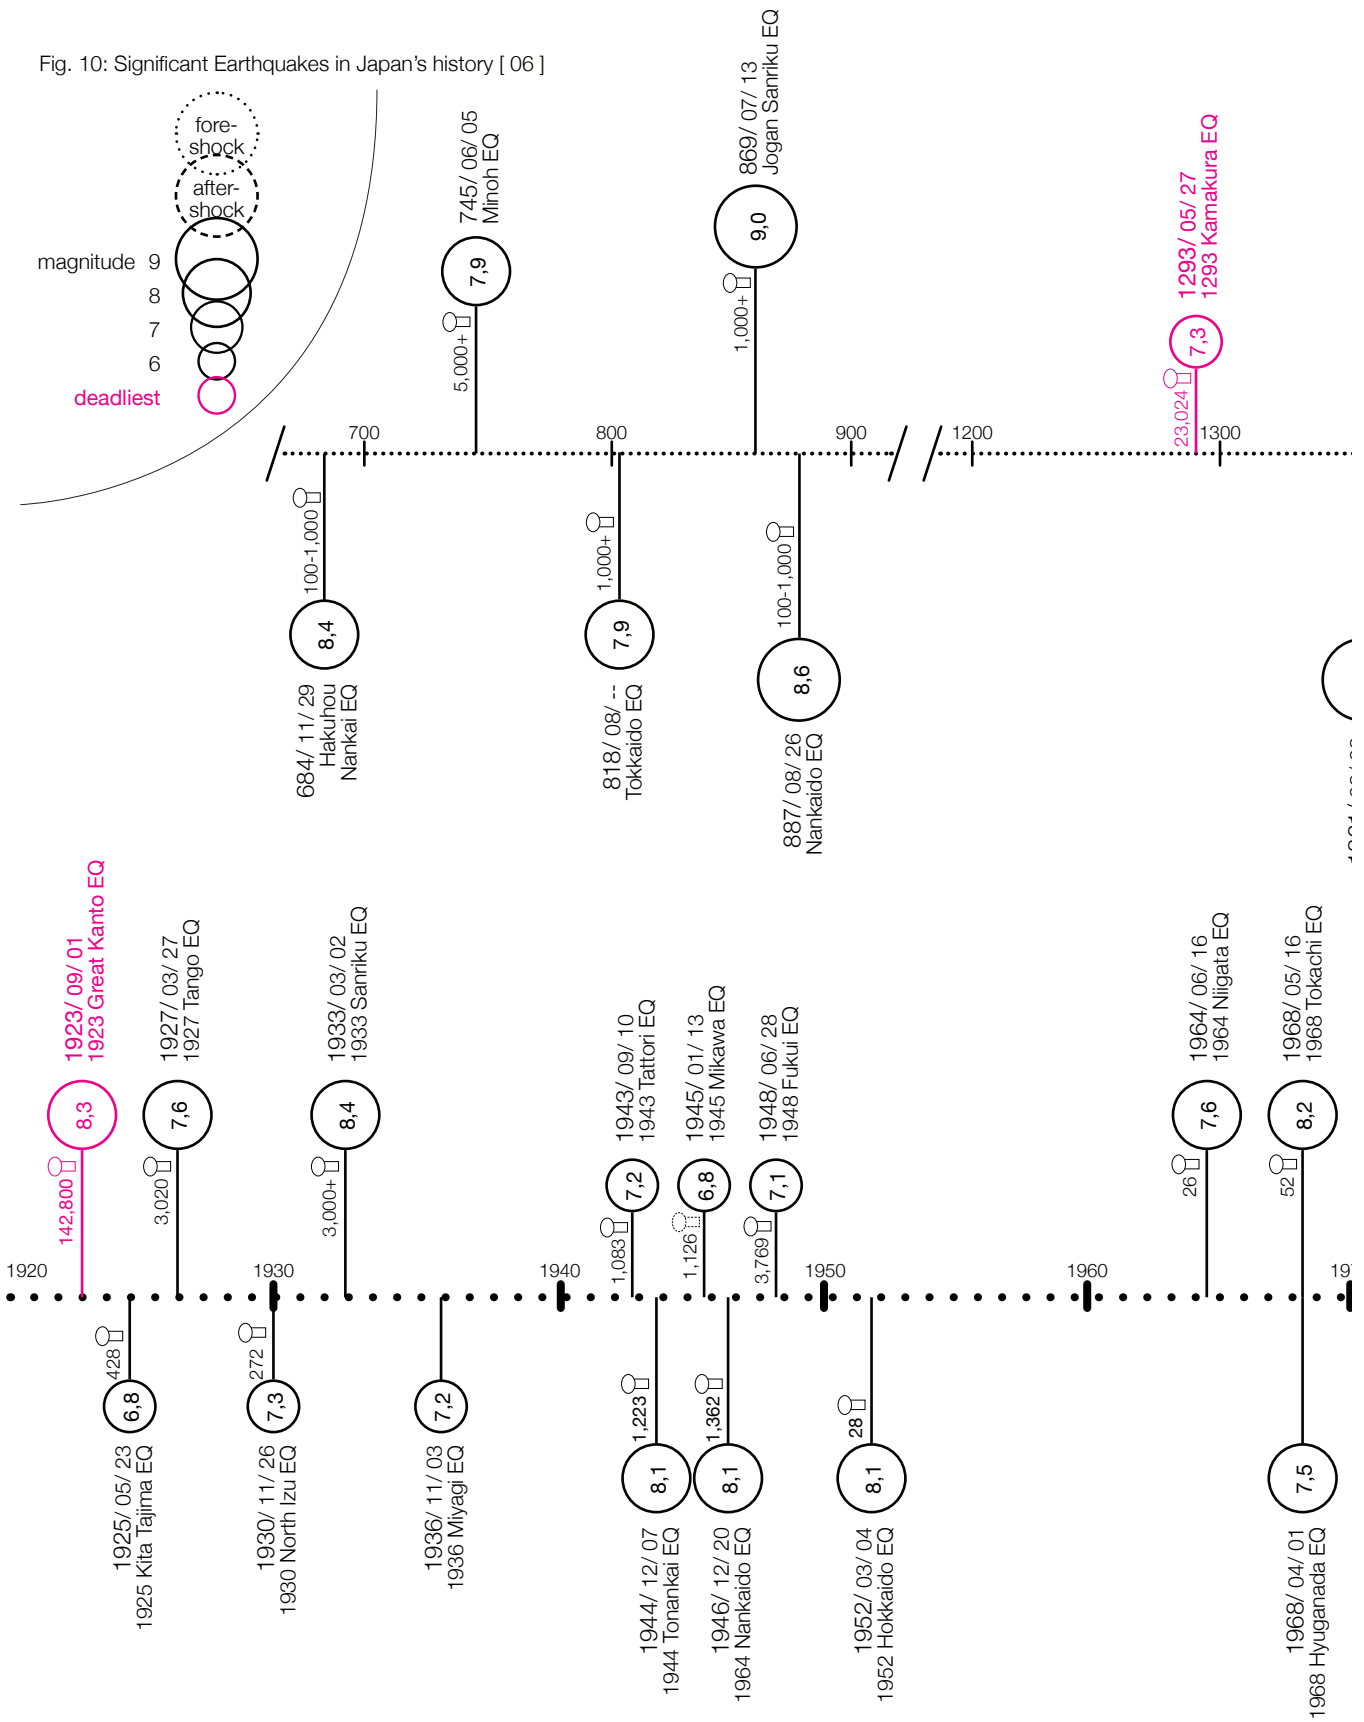 Fig. 10: Significant Earthquakes in Japan's history [ 06 ]
fore-
shock
after-
shock
magnitude 9
8
7
6
deadliest
745/ 06/ 05
Minoh EQ
7,9
5,000+
869/ 07/ 13
Jogan Sanriku EQ
9,0
1,000+
1293/ 05/ 27
1293 Kamakura EQ
7,3
23,024
700
800
900
1200
1300
100-1,000
8,4
684/ 11/ 29
Hakuhou
Nankai EQ
1,000+
7,9
818/ 08/ --
Tokkaido EQ
100-1,000
8,6
887/ 08/ 26
Nankaido EQ
1923/ 09/ 01
1923 Great Kanto EQ
8,3
142,800
1927/ 03/ 27
1927 Tango EQ
7,6
3,020
1933/ 03/ 02
1933 Sanriku EQ
8,4
3,000+
1943/ 09/ 10
1943 Tattori EQ
7,2
1,083
1945/ 01/ 13
1945 Mikawa EQ
6,8
1,126
1948/ 06/ 28
1948 Fukui EQ
7,1
3,769
1964/ 06/ 16
1964 Niigata EQ
7,6
26
1968/ 05/ 16
1968 Tokachi EQ
8,2
52
1920
1930
1940
1950
1960
428
6,8
1925/ 05/ 23
1925 Kita Tajima EQ
272
7,3
1930/ 11/ 26
1930 North Izu EQ
7,2
1936/ 11/ 03
1936 Miyagi EQ
1,223
8,1
1944/ 12/ 07
1944 Tonankai EQ
1,362
8,1
1946/ 12/ 20
1964 Nankaido EQ
28
8,1
1952/ 03/ 04
1952 Hokkaido EQ
7,5
1968/ 04/ 01
1968 Hyuganada EQ